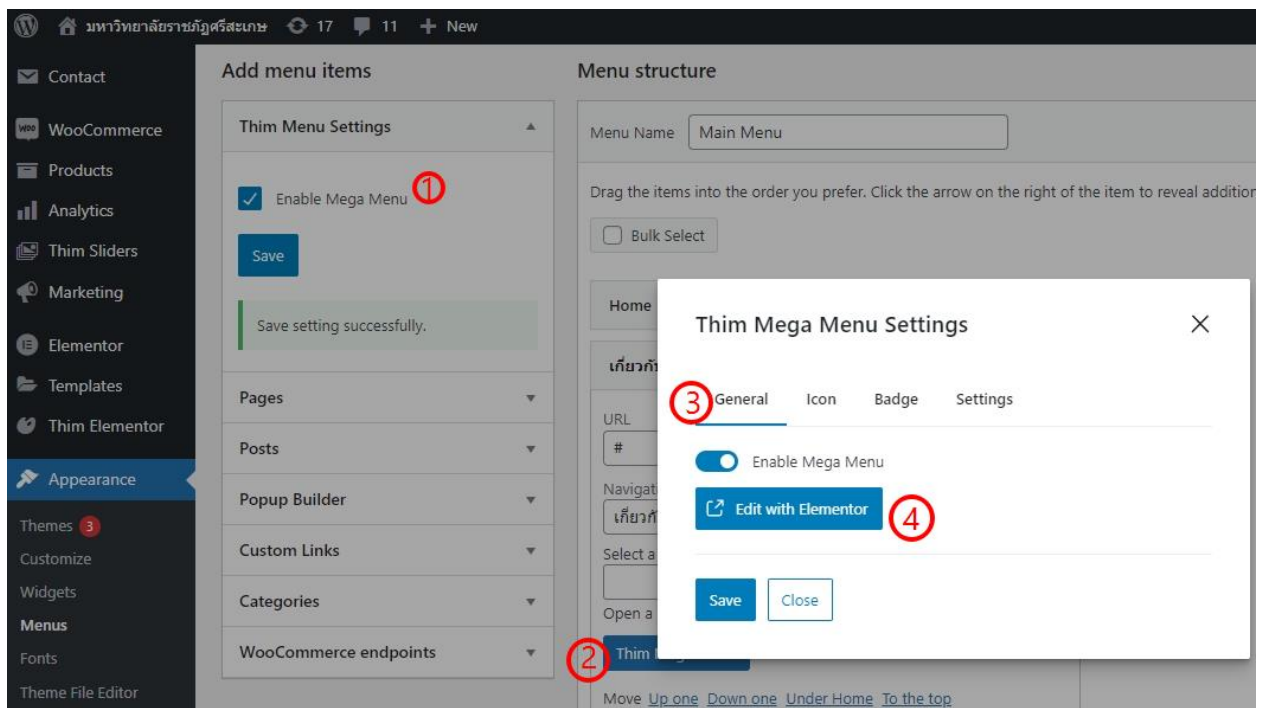 มหาวิทยาลัยราชภัฏศรีสะเกษ 17 11 + New
Contact
WooCommerce
Products
Analytics
Thim Sliders
Marketing
Elementor
Templates
Thim Elementor
Appearance
Themes 3
Customize
Widgets
Menus
Fonts
Theme File Editor
Add menu items
Thim Menu Settings
Enable Mega Menu 1
Save
Save setting successfully.
Pages
Posts
Popup Builder
Custom Links
Categories
WooCommerce endpoints
Menu structure
Menu Name Main Menu
Drag the items into the order you prefer. Click the arrow on the right of the item to reveal addition
Bulk Select
Home
URL
#
Select a
Open a
2 Thim
Move Up one Down one Under Home To the top
Thim Mega Menu Settings
3 General Icon Badge Settings
Enable Mega Menu
Edit with Elementor 4
Save Close